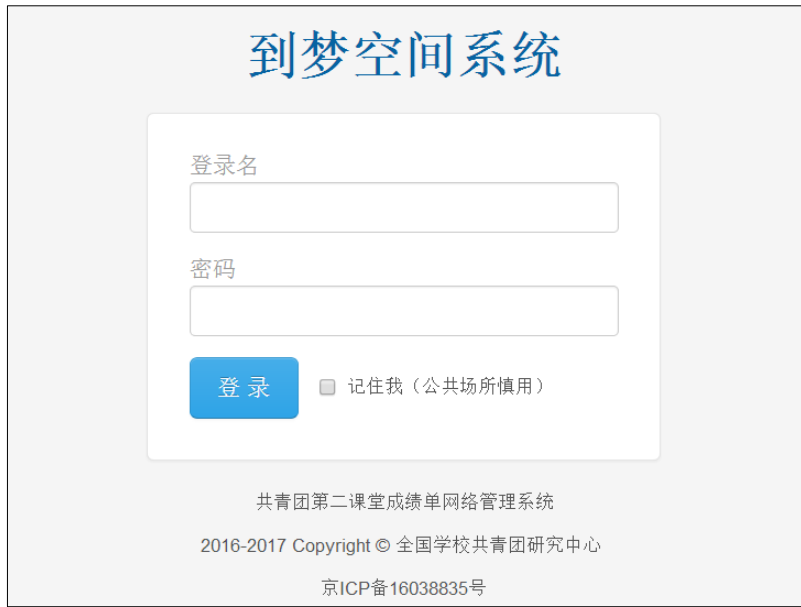 到梦空间系统
登录名
密码
登 录
记住我（公共场所慎用）
共青团第二课堂成绩单网络管理系统
2016-2017 Copyright © 全国学校共青团研究中心
京ICP备16038835号